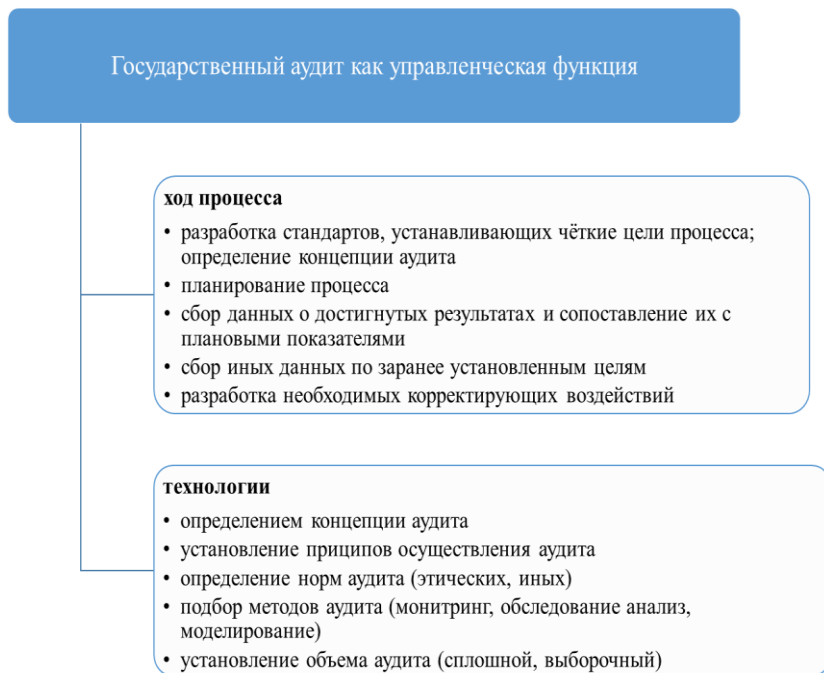 Государственный аудит как управленческая функция
ход процесса
• разработка стандартов, устанавливающих чёткие цели процесса;
определение концепции аудита
• планирование процесса
• сбор данных о достигнутых результатах и сопоставление их с
плановыми показателями
• сбор иных данных по заранее установленным целям
• разработка необходимых корректирующих воздействий
технологии
• определением концепции аудита
• установление приципов осуществления аудита
• определение норм аудита (этических, иных)
• подбор методов аудита (монитринг, обследование анализ,
моделирование)
• установление объема аудита (сплошной, выборочный)